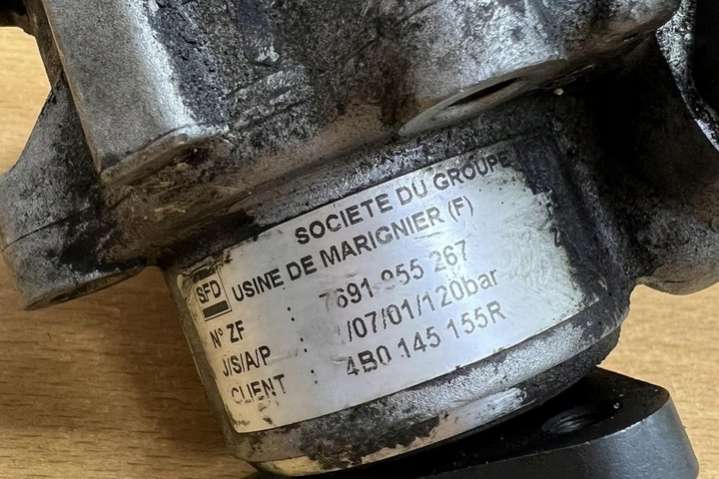 SOCIETE DU GROUPE
SFD USINE DE MARIGNIER (F)
N° ZF : 7691 955 267
J/S/A/P : /07/01/120bar
CLIENT : 4B0 145 155R